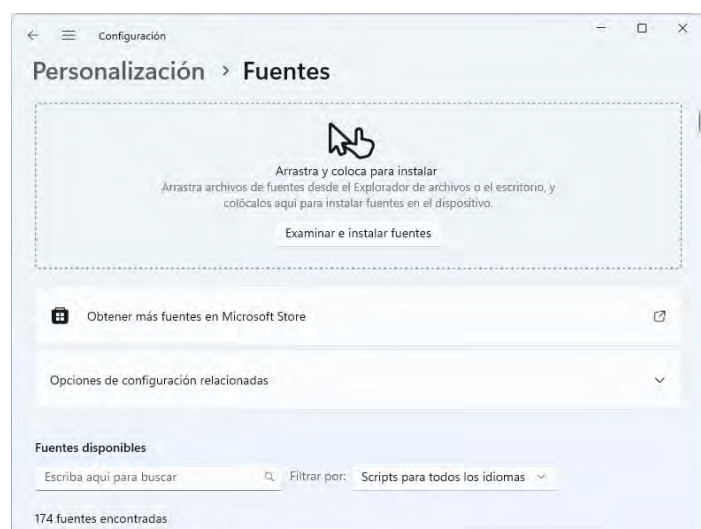 Configuración
Personalización > Fuentes
Arrastra y coloca para instalar
Arrastra archivos de fuentes desde el Explorador de archivos o el escritorio, y
colócalos aquí para instalar fuentes en el dispositivo.
Examinar e instalar fuentes
Obtener más fuentes en Microsoft Store
Opciones de configuración relacionadas
Fuentes disponibles
Escriba aquí para buscar Filtrar por: Scripts para todos los idiomas
174 fuentes encontradas